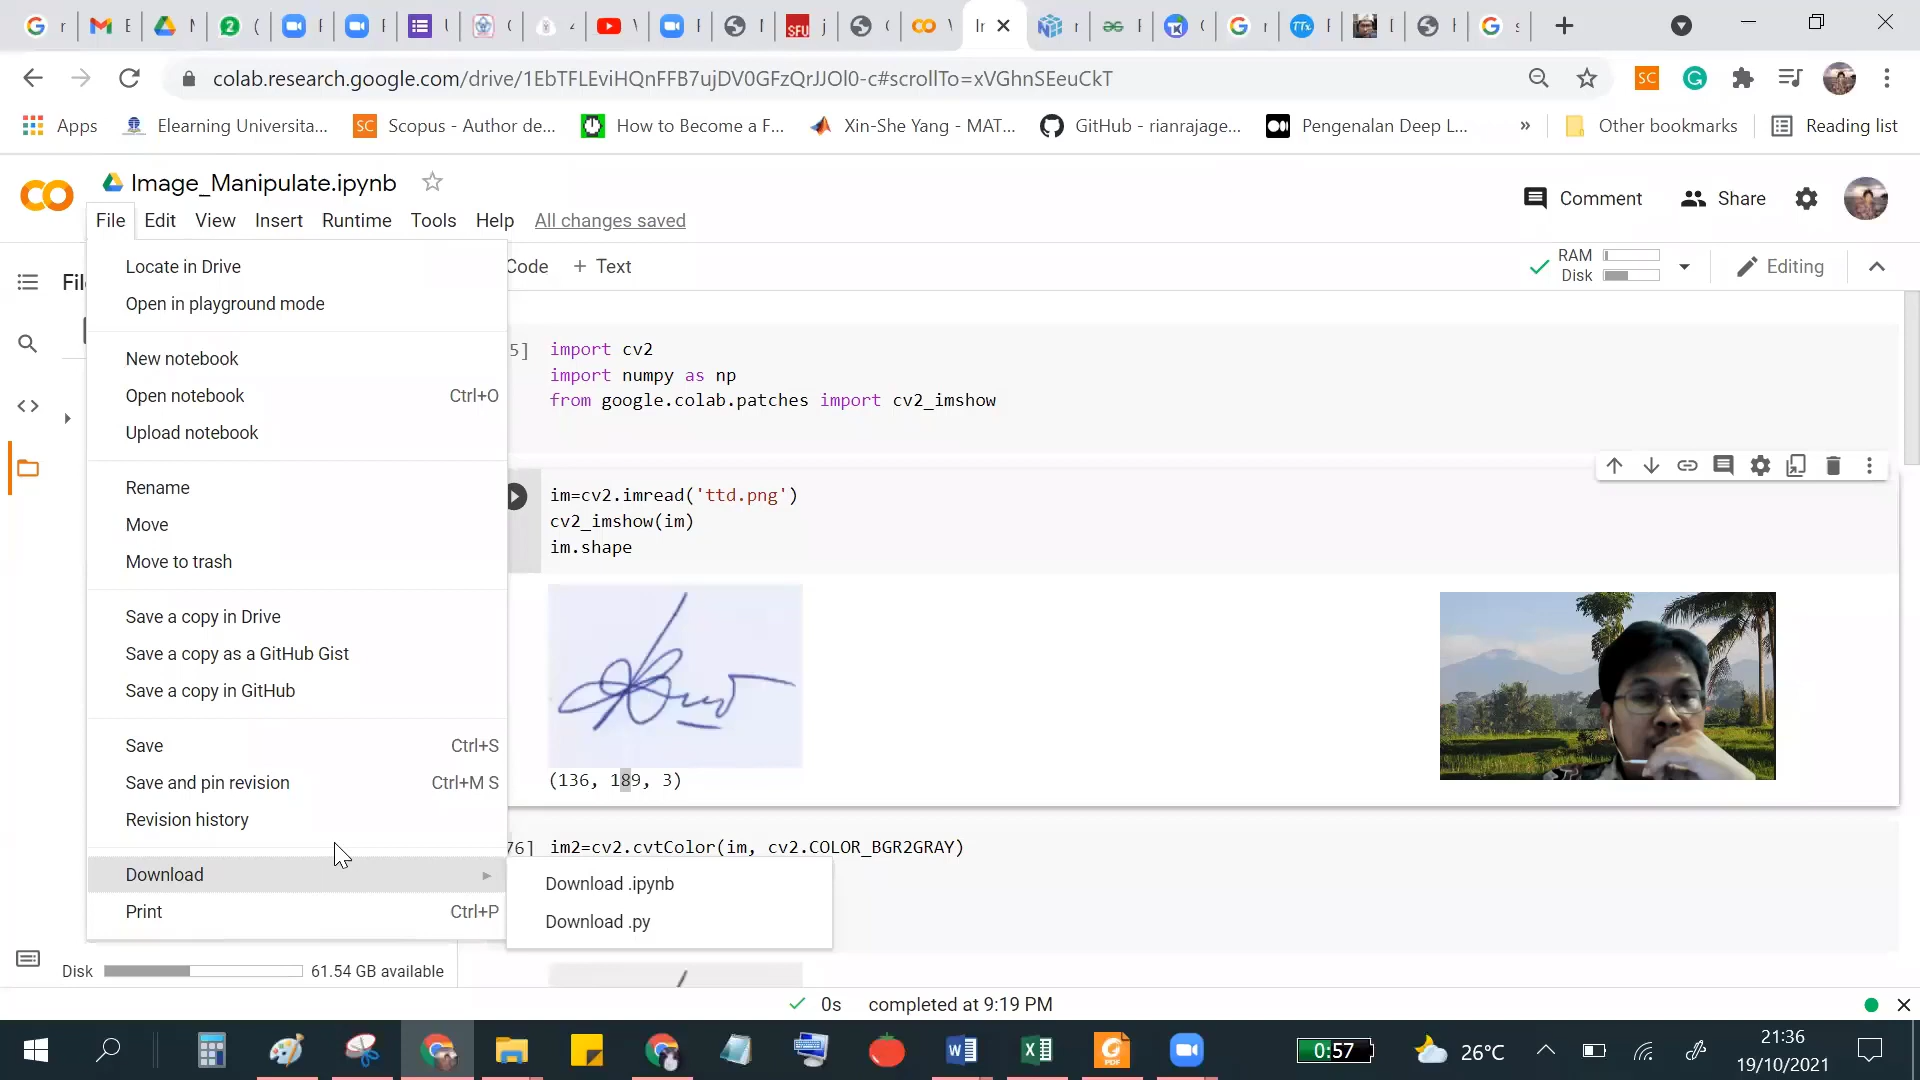 colab.research.google.com/drive/1EbTFLEviHQnFFB7ujDV0GFzQrJJOl0-c#scrollTo=xVGhnSEeuCkT
Apps Elearning Universita... Scopus - Author de... How to Become a F... Xin-She Yang - MAT... GitHub - rianrajage... Pengenalan Deep L... » Other bookmarks Reading list
Image_Manipulate.ipynb
Comment Share
File Edit View Insert Runtime Tools Help All changes saved
Code + Text
RAM
Disk
Editing
Locate in Drive
Open in playground mode
New notebook
Open notebook Ctrl+O
Upload notebook
Rename
Move
Move to trash
Save a copy in Drive
Save a copy as a GitHub Gist
Save a copy in GitHub
Save Ctrl+S
Save and pin revision Ctrl+M S
Revision history
Download
Print Ctrl+P
Download .ipynb
Download .py
import cv2
import numpy as np
from google.colab.patches import cv2_imshow
im=cv2.imread('ttd.png')
cv2_imshow(im)
im.shape
(136, 189, 3)
im2=cv2.cvtColor(im, cv2.COLOR_BGR2GRAY)
Disk 61.54 GB available
0s completed at 9:19 PM
0:57
26°C
21:36
19/10/2021